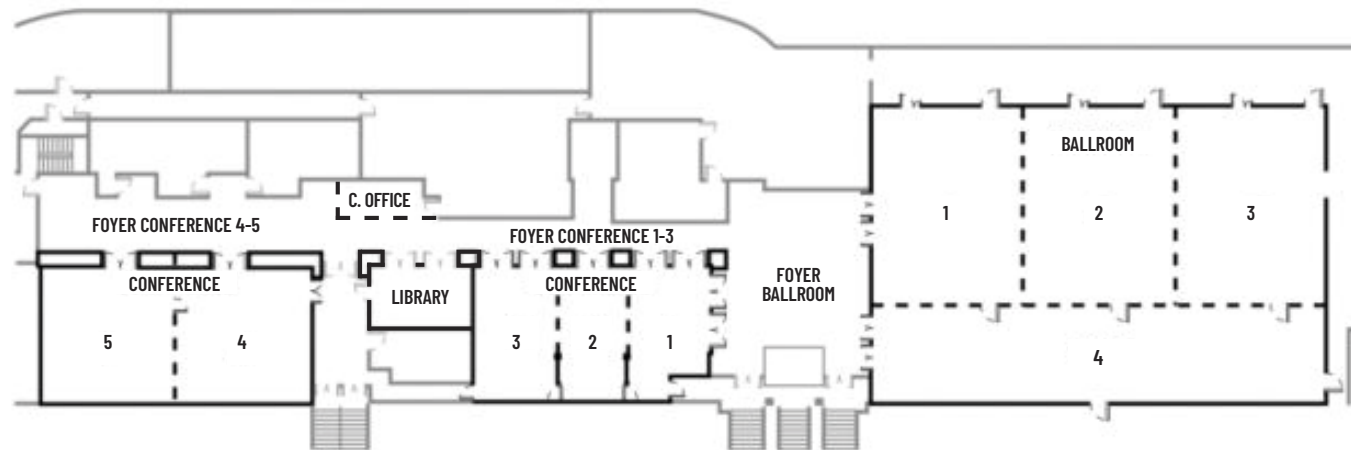 BALLROOM
C. OFFICE
1
2
3
FOYER CONFERENCE 4-5
FOYER CONFERENCE 1-3
CONFERENCE
LIBRARY
CONFERENCE
FOYER
BALLROOM
5
4
3
2
1
4